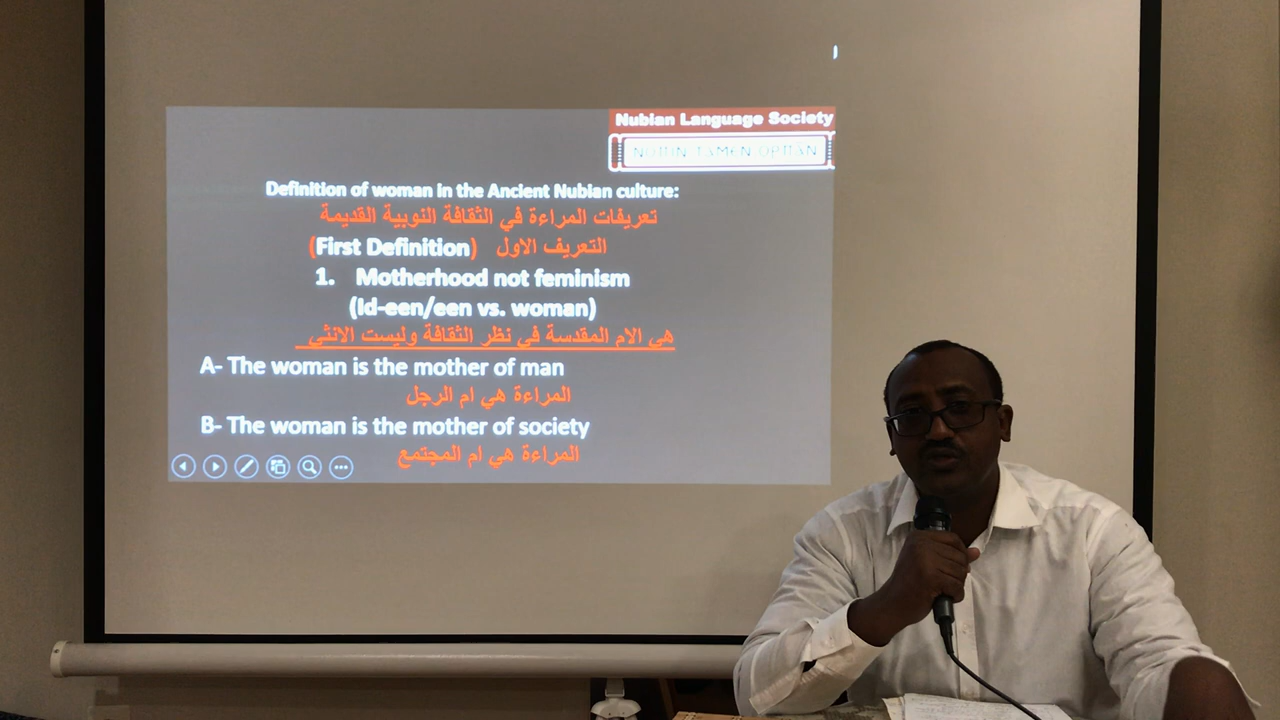 Nubian Language Society
Definition of woman in the Ancient Nubian culture:
تعريفات المراءة في الثقافة النوبية القديمة
(First Definition) التعريف الاول
1. Motherhood not feminism
(Id-een/een vs. woman)
هي الام المقدسة في نظر الثقافة وليست الانثي
A- The woman is the mother of man
المراءة هي ام الرجل
B- The woman is the mother of society
المراءة هي ام المجتمع